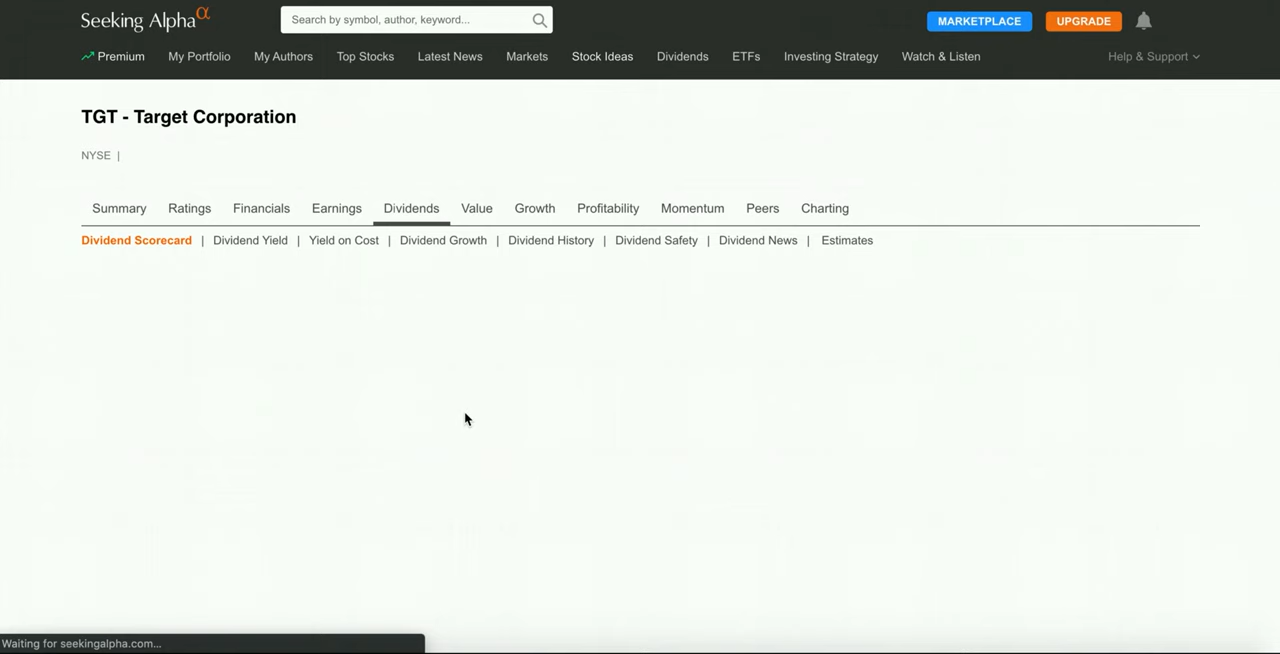 Seeking Alpha α
Search by symbol, author, keyword...
MARKETPLACE
UPGRADE
Premium My Portfolio My Authors Top Stocks Latest News Markets Stock Ideas Dividends ETFs Investing Strategy Watch & Listen Help & Support
TGT - Target Corporation
NYSE |
Summary Ratings Financials Earnings Dividends Value Growth Profitability Momentum Peers Charting
Dividend Scorecard | Dividend Yield | Yield on Cost | Dividend Growth | Dividend History | Dividend Safety | Dividend News | Estimates
Waiting for seekingalpha.com...